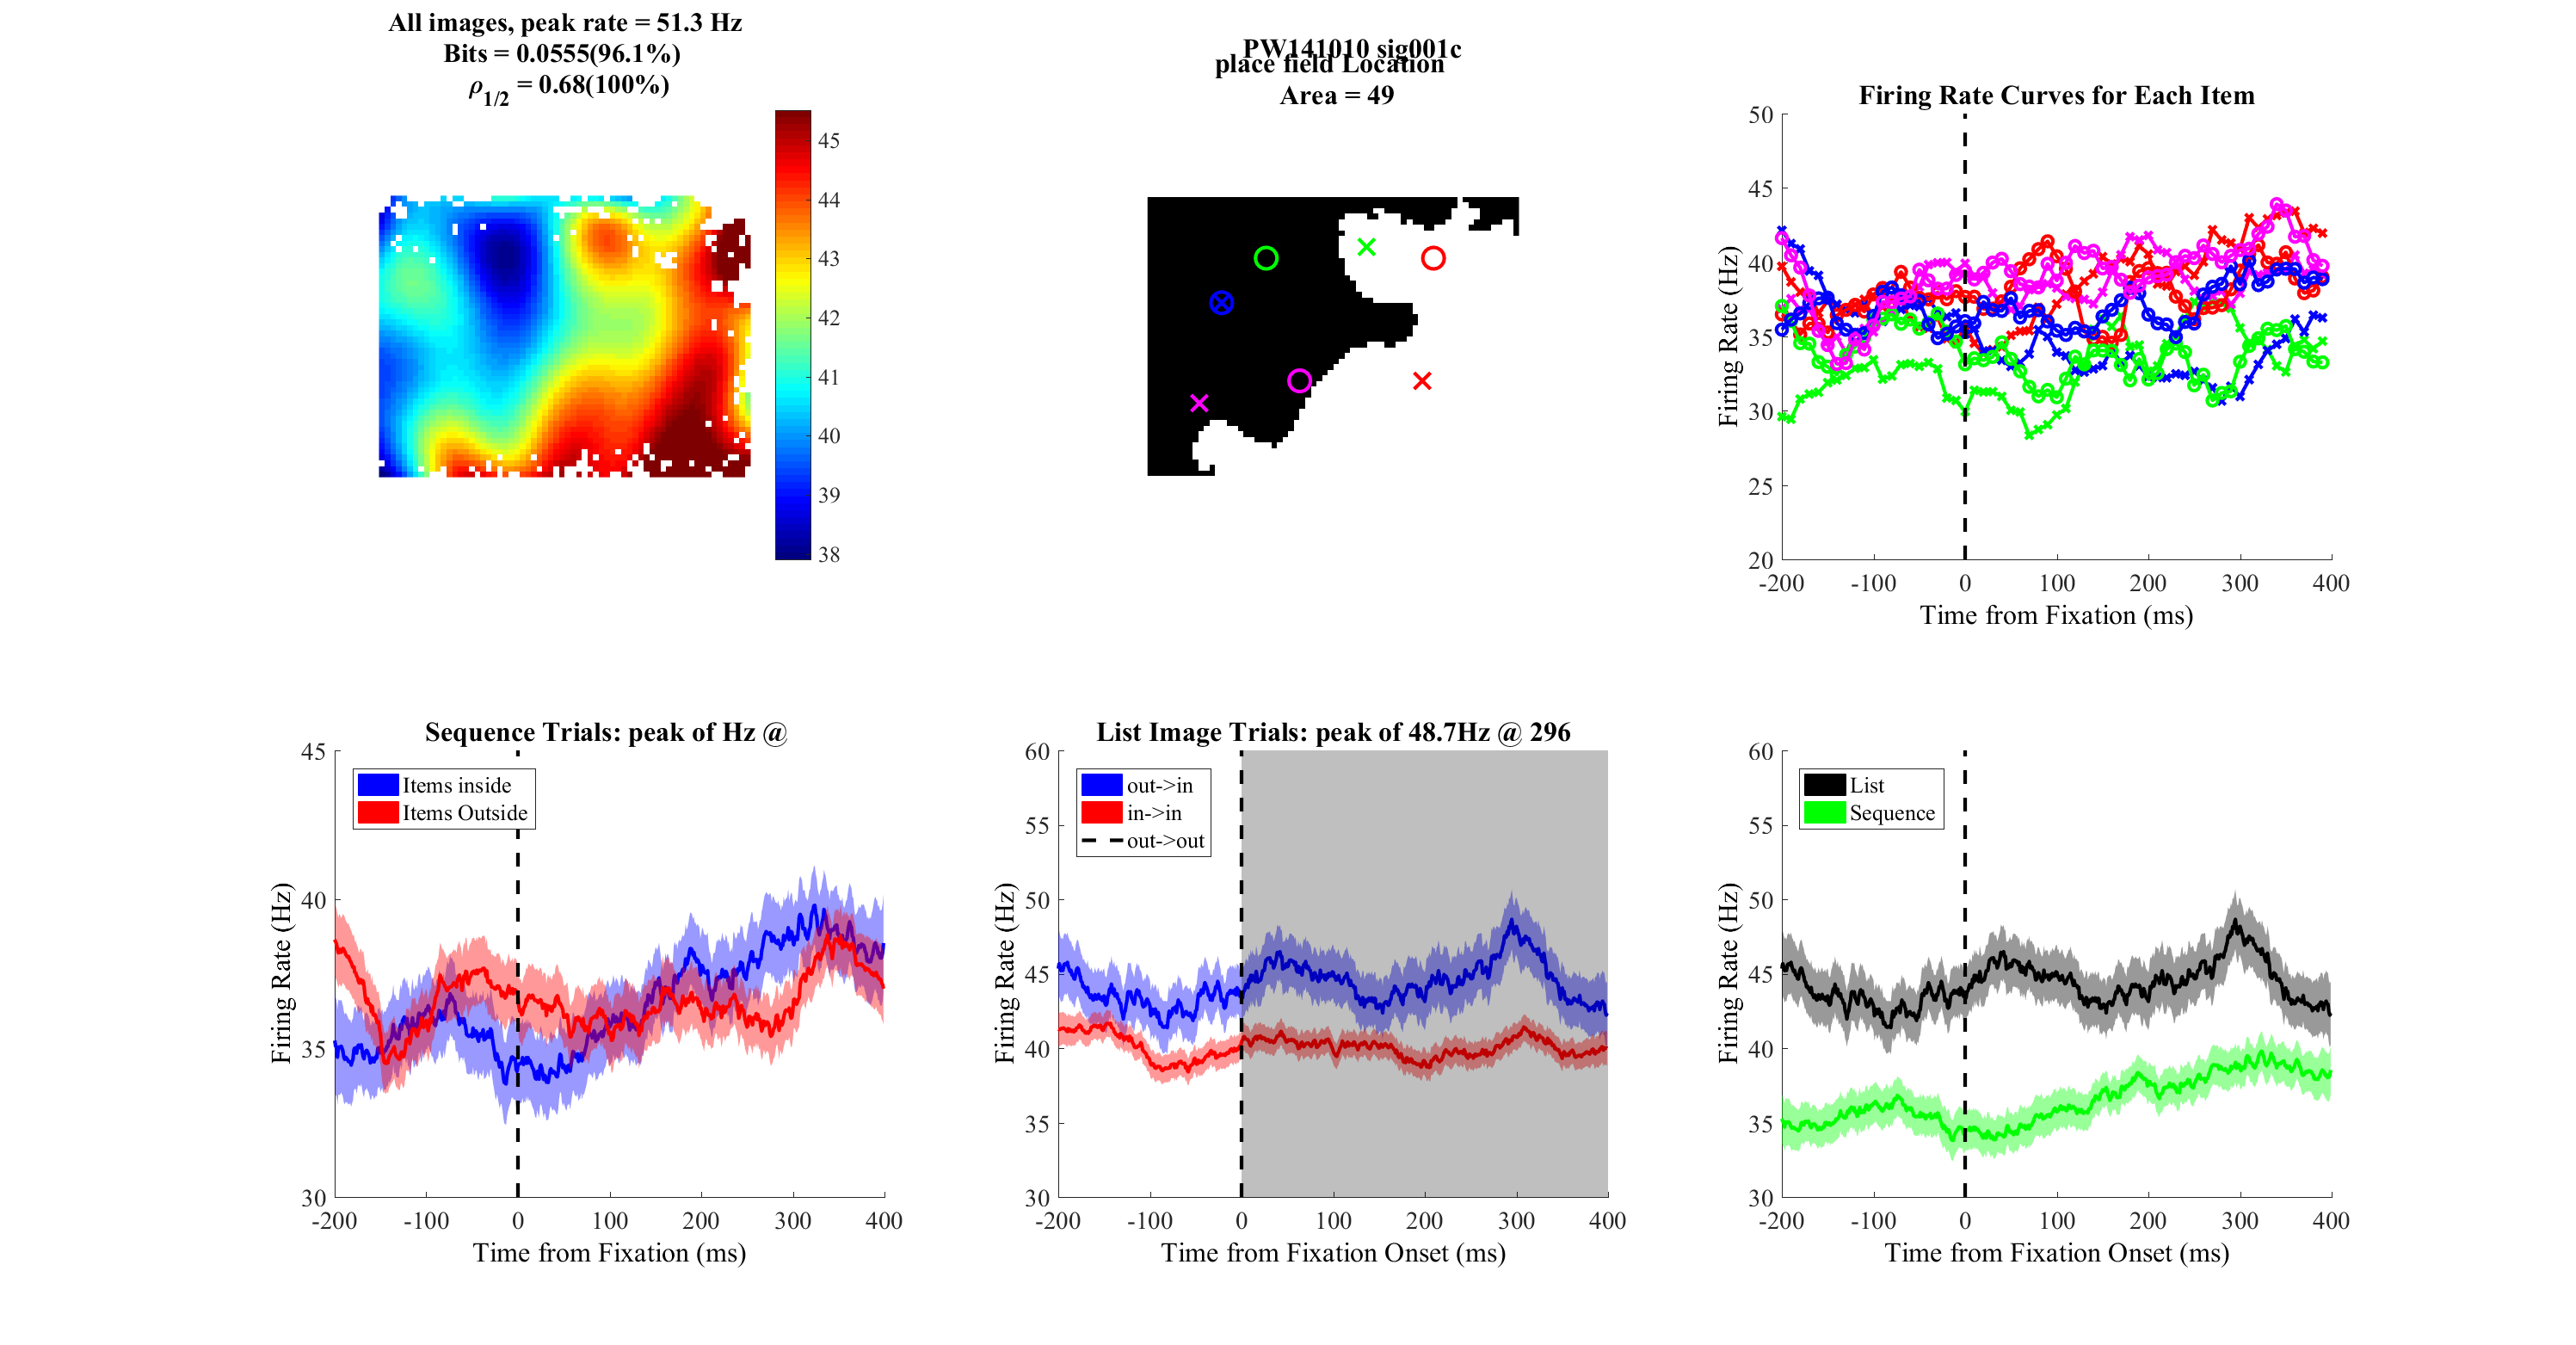 All images, peak rate = 51.3 Hz
Bits = 0.0555(96.1%)
ρ1/2 = 0.68(100%)
45
44
43
42
41
40
39
38
PW141010 sig001c
place field Location
Area = 49
Firing Rate Curves for Each Item
Firing Rate (Hz)
50
45
40
35
30
25
20
-200 -100 0 100 200 300 400
Time from Fixation (ms)
Sequence Trials: peak of Hz @
Items inside
Items Outside
Firing Rate (Hz)
45
40
35
30
-200 -100 0 100 200 300 400
Time from Fixation (ms)
List Image Trials: peak of 48.7Hz @ 296
out->in
in->in
out->out
Firing Rate (Hz)
60
55
50
45
40
35
30
-200 -100 0 100 200 300 400
Time from Fixation Onset (ms)
List
Sequence
Firing Rate (Hz)
60
55
50
45
40
35
30
-200 -100 0 100 200 300 400
Time from Fixation Onset (ms)